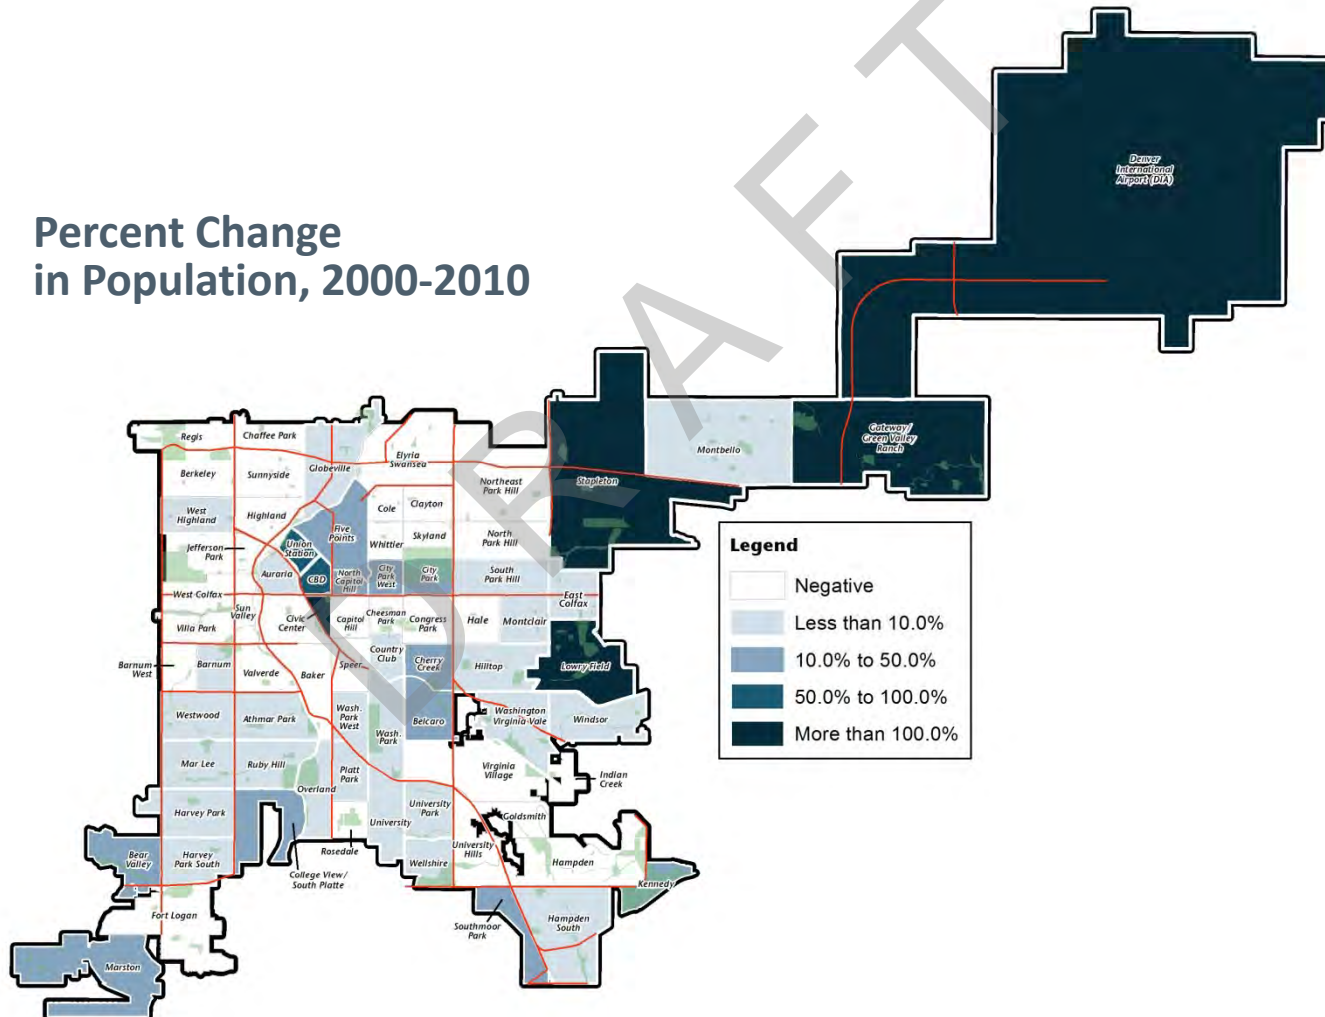 Percent Change
in Population, 2000-2010
DRAFT
Denver
International
Airport (DIA)
Gateway/
Green Valley
Ranch
Montbello
Stapleton
Regis
Chaffee Park
Globeville
Elyria
Swansea
Berkeley
Sunnyside
Northeast
Park Hill
West
Highland
Highland
Five
Points
Cole
Clayton
Jefferson
Park
Union
Station
Whittier
Skyland
North
Park Hill
Auraria
CBD
North
Capitol
Hill
City
Park
West
City
Park
South
Park Hill
West Colfax
Sun
Valley
Civic
Center
Capitol
Hill
Cheesman
Park
Congress
Park
Hale
Montclair
East
Colfax
Villa Park
Barnum
West
Barnum
Valverde
Baker
Speer
Country
Club
Cherry
Creek
Hilltop
Lowry Field
Westwood
Athmar Park
Wash.
Park
West
Wash.
Park
Belcaro
Washington
Virginia Vale
Windsor
Mar Lee
Ruby Hill
Overland
Platt
Park
Virginia
Village
Indian
Creek
Harvey Park
University
University
Park
Goldsmith
Bear
Valley
Harvey
Park South
College View/
South Platte
Rosedale
Wellshire
University
Hills
Hampden
Kennedy
Fort Logan
Southmoor
Park
Hampden
South
Marston
Legend
Negative
Less than 10.0%
10.0% to 50.0%
50.0% to 100.0%
More than 100.0%